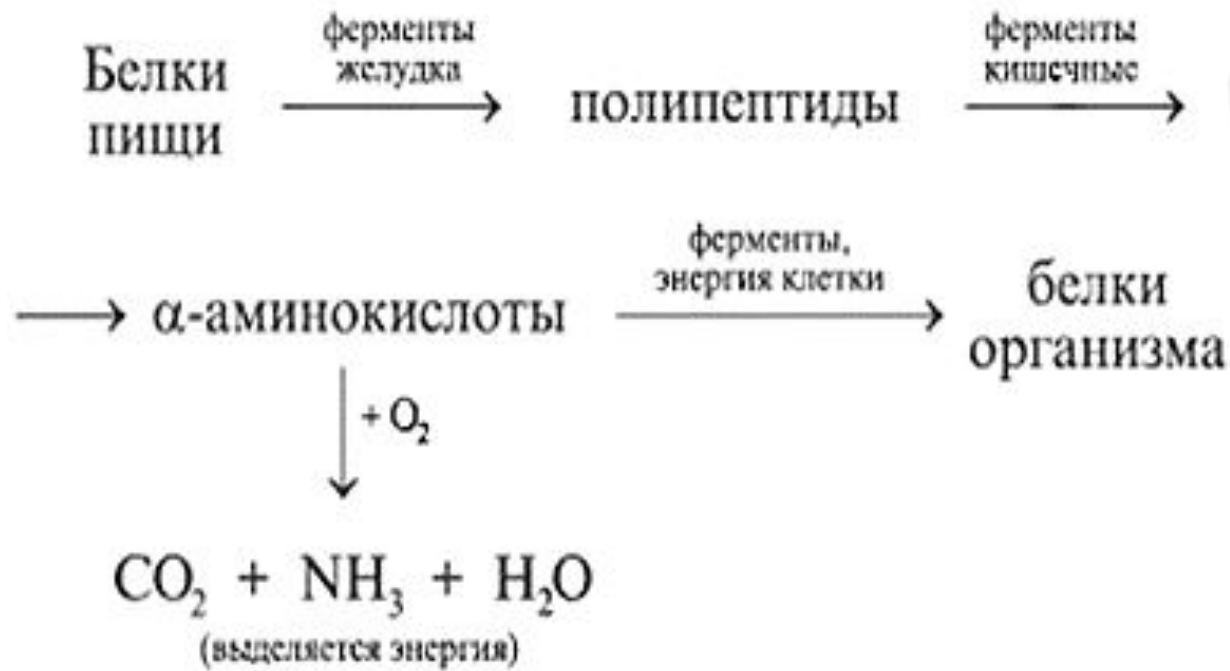 Белки пищи
ферменты желудка
⟶
полипептиды
ферменты кишечные
⟶
⟶ α-аминокислоты
ферменты, энергия клетки
⟶
белки организма
↓ + O₂
CO₂ + NH₃ + H₂O
(выделяется энергия)